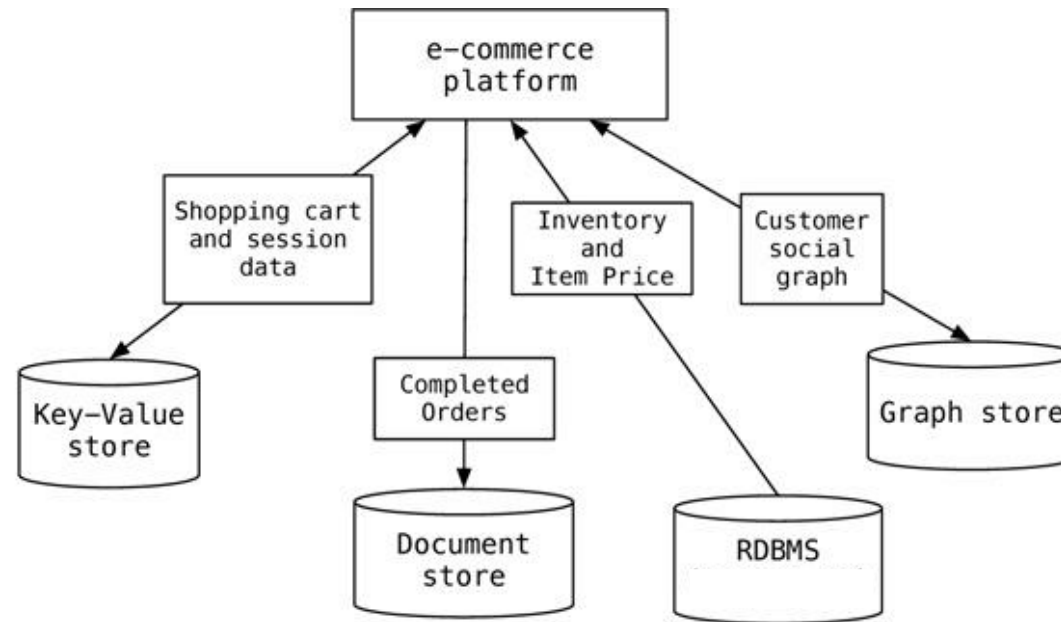 e-commerce
platform
Shopping cart
and session
data
Inventory
and
Item Price
Customer
social
graph
Completed
Orders
Key-Value
store
Document
store
RDBMS
Graph store